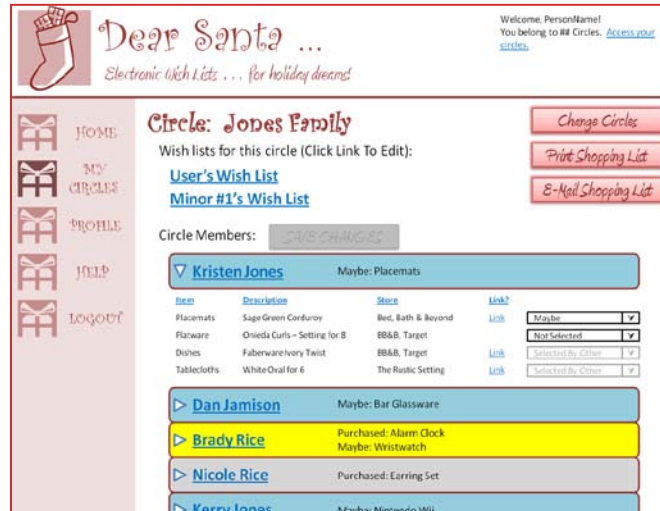 Dear Santa ...
Electronic Wish Lists . . . for holiday dreams!
Welcome, PersonName!
You belong to ## Circles. Access your
circles.
HOME
MY
CIRCLES
PROFILE
HELP
LOGOUT
Circle: Jones Family
Wish lists for this circle (Click Link To Edit):
User's Wish List
Minor #1's Wish List
Change Circles
Print Shopping List
E-Mail Shopping List
Circle Members: SAVE CHANGES
Kristen Jones Maybe: Placemats
Item Description Store Link?
Placemats Sage Green Corduroy Bed, Bath & Beyond Link Maybe
Flatware Onieda Curls – Setting for 8 BB&B, Target Not Selected
Dishes Faberware Ivory Twist BB&B, Target Link Selected By Other
Tablecloths White Oval for 6 The Rustic Setting Link Selected By Other
Dan Jamison Maybe: Bar Glassware
Brady Rice Purchased: Alarm Clock
Maybe: Wristwatch
Nicole Rice Purchased: Earring Set
Kerry Jones Maybe: Nintendo Wii